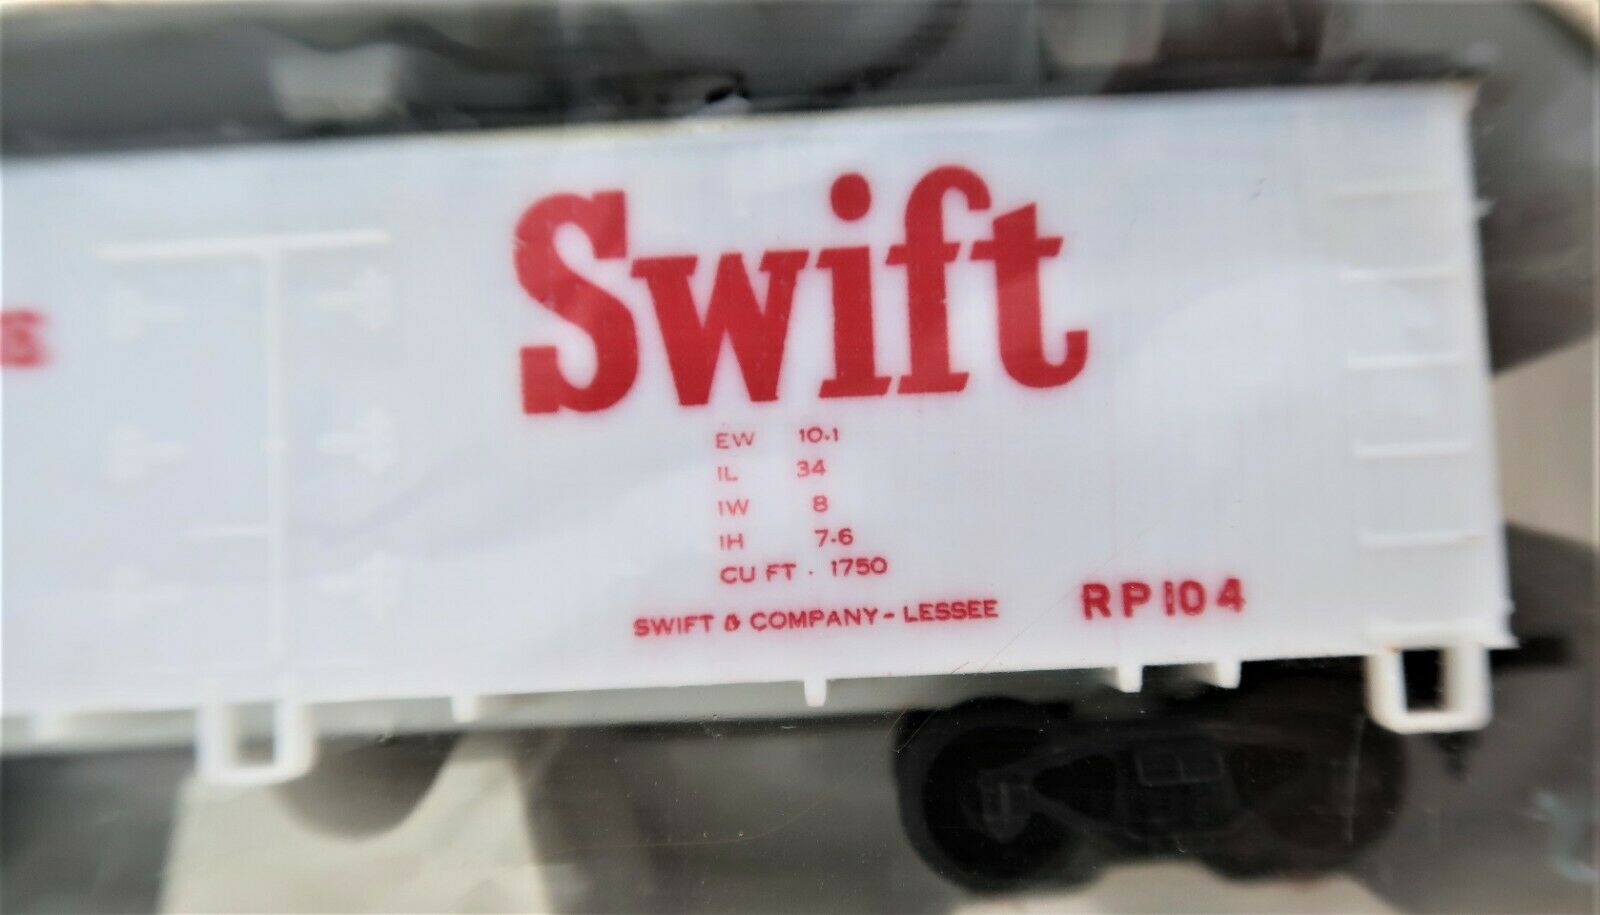 Swift
EW 10.1
IL 34
IW 8
IH 7.6
CU FT . 1750
SWIFT & COMPANY - LESSEE
RP104